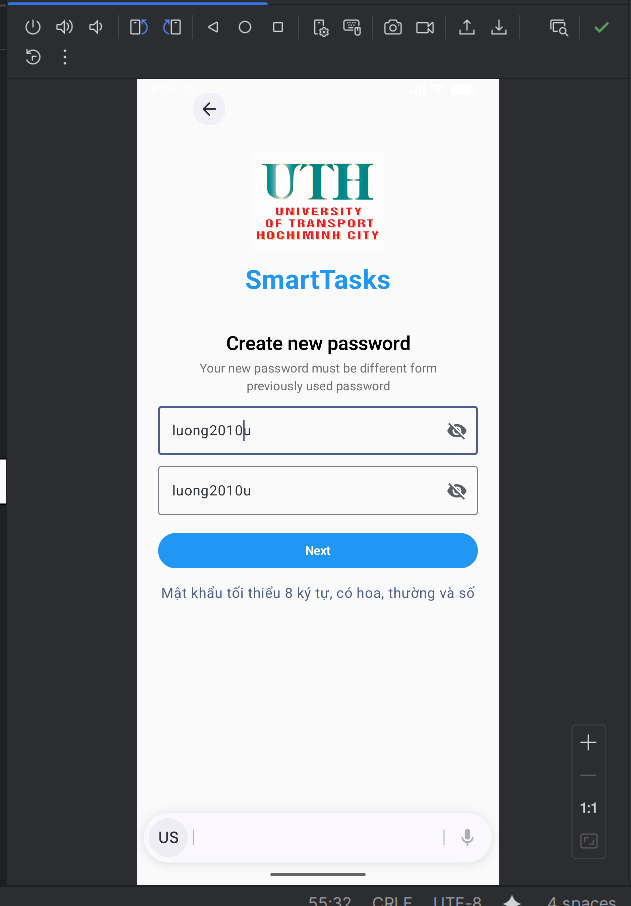 UTH
UNIVERSITY
OF TRANSPORT
HOCHIMINH CITY
SmartTasks
Create new password
Your new password must be different form
previously used password
luong2010u
luong2010u
Next
Mật khẩu tối thiểu 8 ký tự, có hoa, thường và số
1:1
US
55:32 CRLF UTF-8 4 spaces